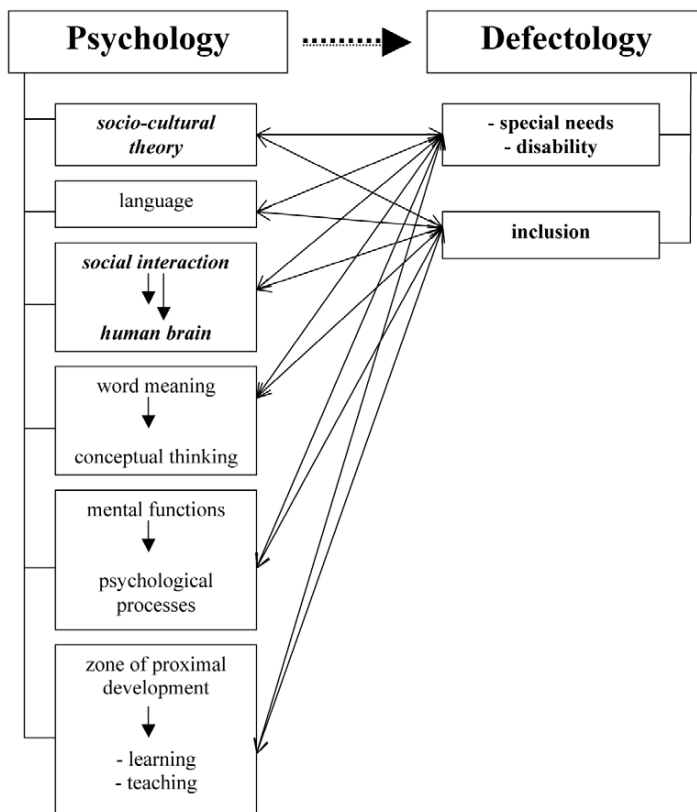 Psychology
Defectology
socio-cultural
theory
language
social interaction
human brain
word meaning
conceptual thinking
mental functions
psychological
processes
zone of proximal
development
- learning
- teaching
- special needs
- disability
inclusion